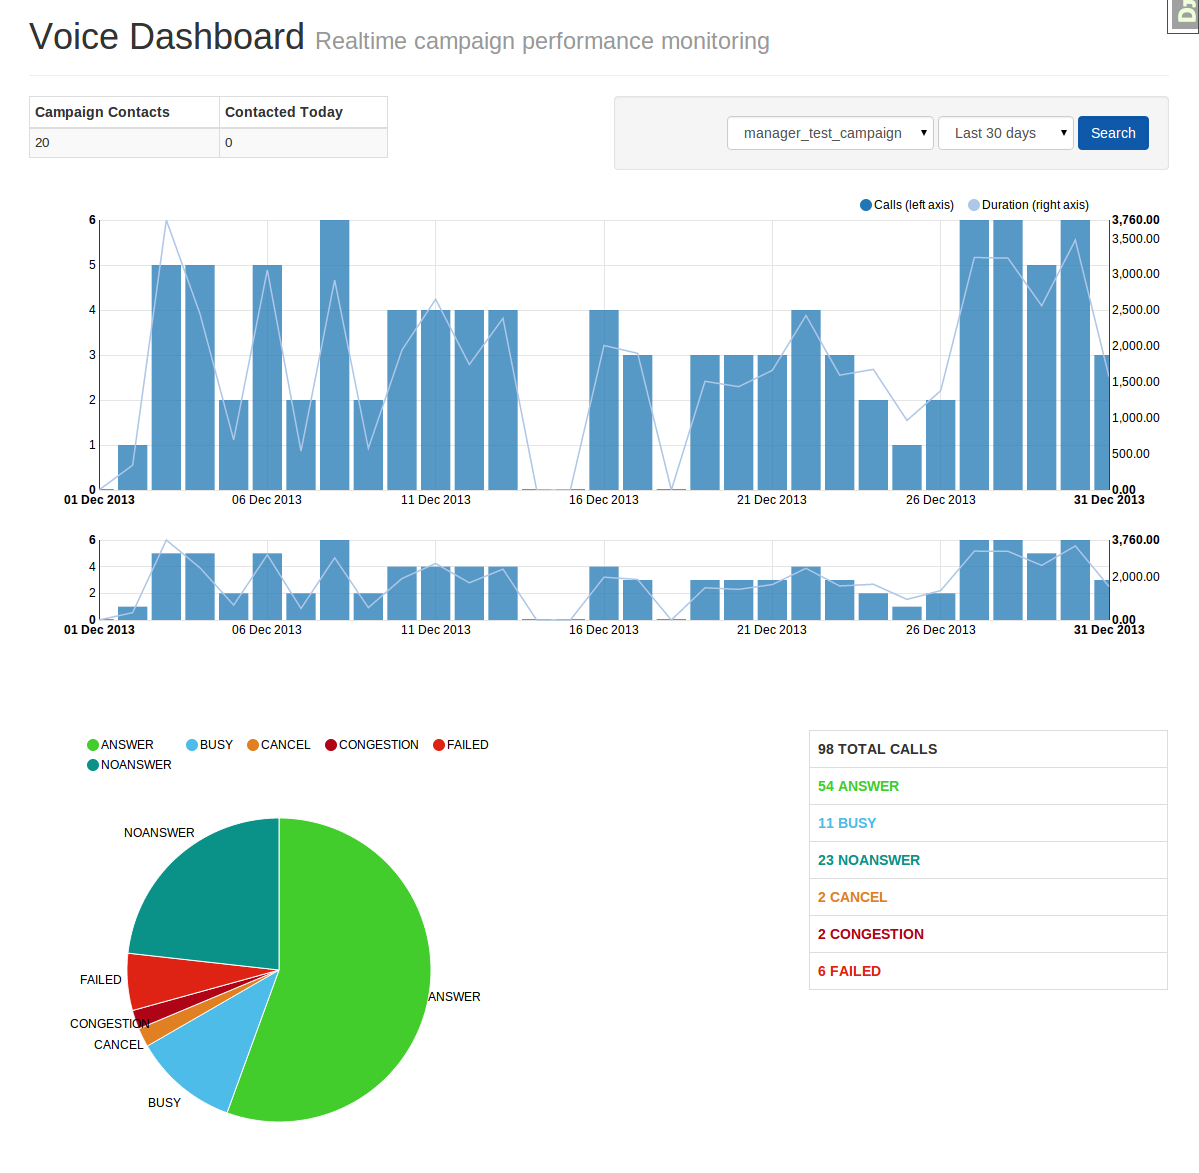 Voice Dashboard Realtime campaign performance monitoring
Campaign Contacts Contacted Today
20 0
manager_test_campaign Last 30 days Search
Calls (left axis) Duration (right axis)
6 3,760.00
3,500.00
5
3,000.00
4 2,500.00
2,000.00
3
1,500.00
2
1,000.00
1
500.00
0 0.00
01 Dec 2013 06 Dec 2013 11 Dec 2013 16 Dec 2013 21 Dec 2013 26 Dec 2013 31 Dec 2013
6 3,760.00
4
2,000.00
2
0 0.00
01 Dec 2013 06 Dec 2013 11 Dec 2013 16 Dec 2013 21 Dec 2013 26 Dec 2013 31 Dec 2013
ANSWER BUSY CANCEL CONGESTION FAILED
NOANSWER
NOANSWER
FAILED
ANSWER
CONGESTION
CANCEL
BUSY
98 TOTAL CALLS
54 ANSWER
11 BUSY
23 NOANSWER
2 CANCEL
2 CONGESTION
6 FAILED